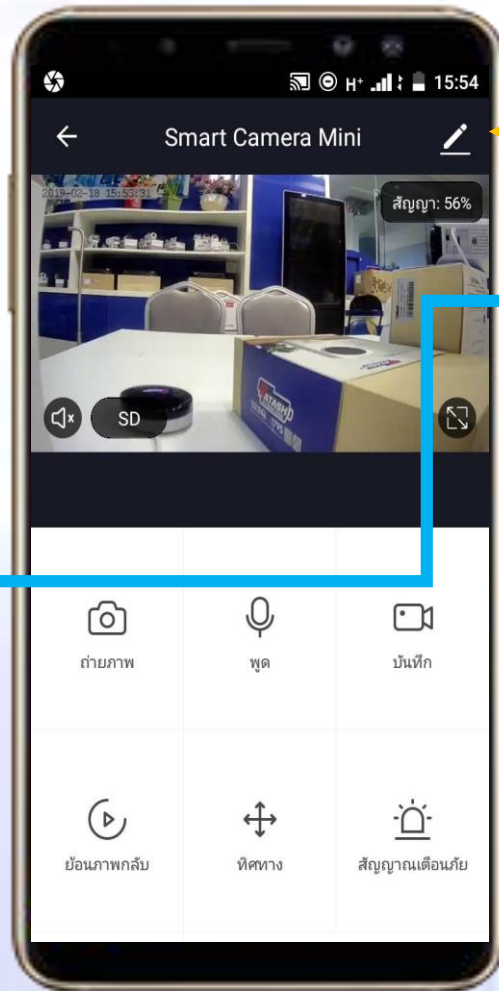 H+ 15:54
Smart Camera Mini
2019-02-18 15:53:31
สัญญา: 56%
WATASHI
SD
ถ่ายภาพ
พูด
บันทึก
ย้อนภาพกลับ
ทิศทาง
สัญญาณเตือนภัย